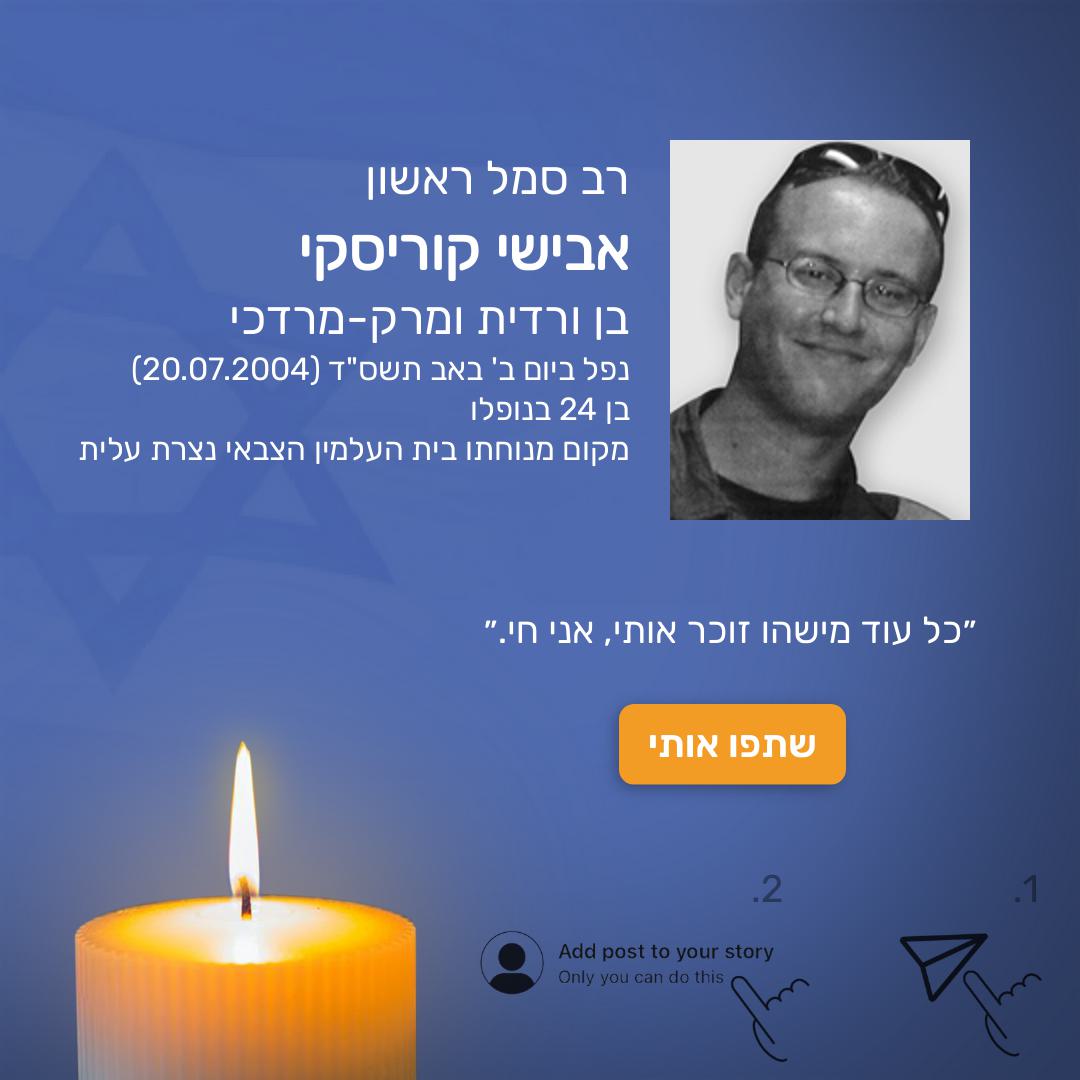 רב סמל ראשון
אבישי קוריסקי
בן ורדית ומרק-מרדכי
נפל ביום ב' באב תשס"ד (20.07.2004)
בן 24 בנופלו
מקום מנוחתו בית העלמין הצבאי נצרת עלית
״כל עוד מישהו זוכר אותי, אני חי.״
שתפו אותי
1.
2.
Add post to your story
Only you can do this